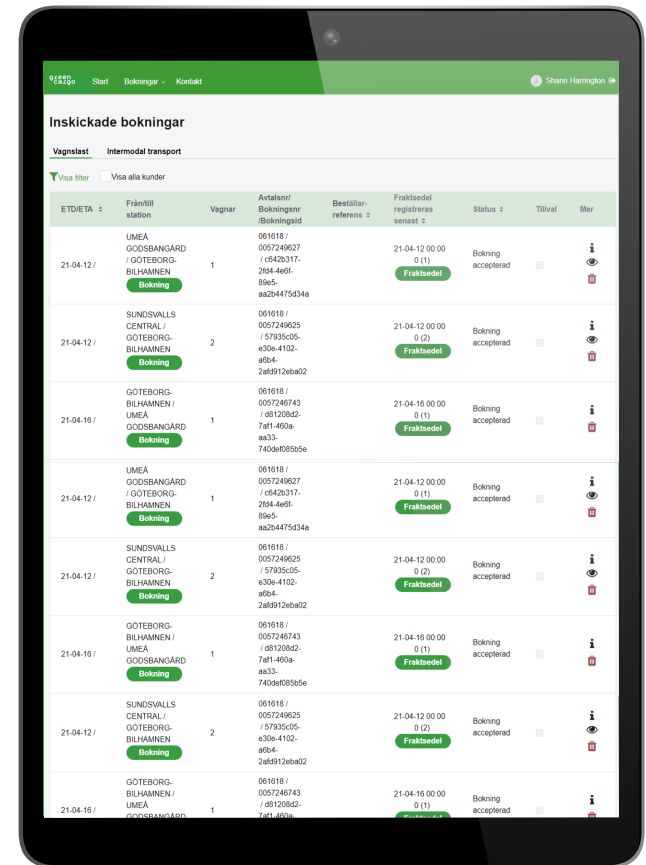 green cargo Start Bokningar Kontakt Shane Harrington
Inskickade bokningar
Vagnslast Intermodal transport
Visa filter Visa alla kunder
ETD/ETA
Från/till
station
Vagnar
Avtalsnr/
Bokningsnr
/Bokningsid
Beställar-
referens
Fraktsedel
registreras
senast
Status
Tillval
Mer
21-04-12 /
UMEÅ
GODSBANGÅRD
/ GÖTEBORG-
BILHAMNEN
Bokning
1
061618 /
0057249627
/ c642b317-
2fd4-4e6f-
89e5-
aa2b4475d34a
21-04-12 00:00
0 (1)
Fraktsedel
Bokning
accepterad
21-04-12 /
SUNDSVALLS
CENTRAL /
GÖTEBORG-
BILHAMNEN
Bokning
2
061618 /
0057249625
/ 57935c05-
e30e-4102-
a6b4-
2afd912eba02
21-04-12 00:00
0 (2)
Fraktsedel
Bokning
accepterad
21-04-16 /
GÖTEBORG-
BILHAMNEN /
UMEÅ
GODSBANGÅRD
Bokning
1
061618 /
0057246743
/ d81208d2-
7af1-460a-
aa33-
740def085b5e
21-04-16 00:00
0 (1)
Fraktsedel
Bokning
accepterad
21-04-12 /
UMEÅ
GODSBANGÅRD
/ GÖTEBORG-
BILHAMNEN
Bokning
1
061618 /
0057249627
/ c642b317-
2fd4-4e6f-
89e5-
aa2b4475d34a
21-04-12 00:00
0 (1)
Fraktsedel
Bokning
accepterad
21-04-12 /
SUNDSVALLS
CENTRAL /
GÖTEBORG-
BILHAMNEN
Bokning
2
061618 /
0057249625
/ 57935c05-
e30e-4102-
a6b4-
2afd912eba02
21-04-12 00:00
0 (2)
Fraktsedel
Bokning
accepterad
21-04-16 /
GÖTEBORG-
BILHAMNEN /
UMEÅ
GODSBANGÅRD
Bokning
1
061618 /
0057246743
/ d81208d2-
7af1-460a-
aa33-
740def085b5e
21-04-16 00:00
0 (1)
Fraktsedel
Bokning
accepterad
21-04-12 /
SUNDSVALLS
CENTRAL /
GÖTEBORG-
BILHAMNEN
Bokning
2
061618 /
0057249625
/ 57935c05-
e30e-4102-
a6b4-
2afd912eba02
21-04-12 00:00
0 (2)
Fraktsedel
Bokning
accepterad
21-04-16 /
GÖTEBORG-
BILHAMNEN /
UMEÅ
GODSBANGÅRD
1
061618 /
0057246743
/ d81208d2-
7af1-460a-
21-04-16 00:00
0 (1)
Bokning
accepterad